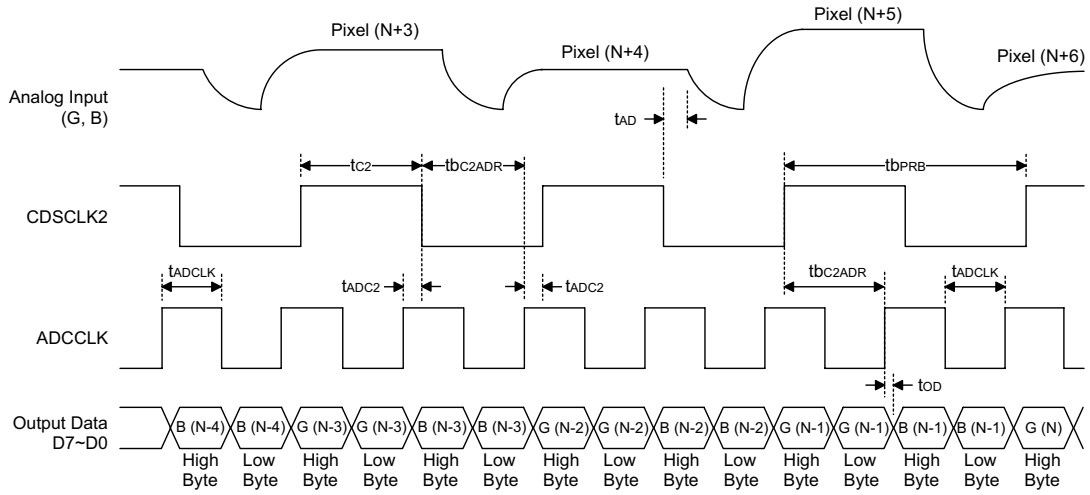 Pixel (N+3)
Pixel (N+4)
Pixel (N+5)
Pixel (N+6)
Analog Input
(G, B)
tAD
tC2
tbC2ADR
tbPRB
CDSCLK2
tADCLK
tADC2
tADC2
tbC2ADR
tADCLK
ADCCLK
tOD
Output Data
D7~D0
B (N-4) B (N-4) G (N-3) G (N-3) B (N-3) B (N-3) G (N-2) G (N-2) B (N-2) B (N-2) G (N-1) G (N-1) B (N-1) B (N-1) G (N)
High Low High Low High Low High Low High Low High Low High Low High
Byte Byte Byte Byte Byte Byte Byte Byte Byte Byte Byte Byte Byte Byte Byte